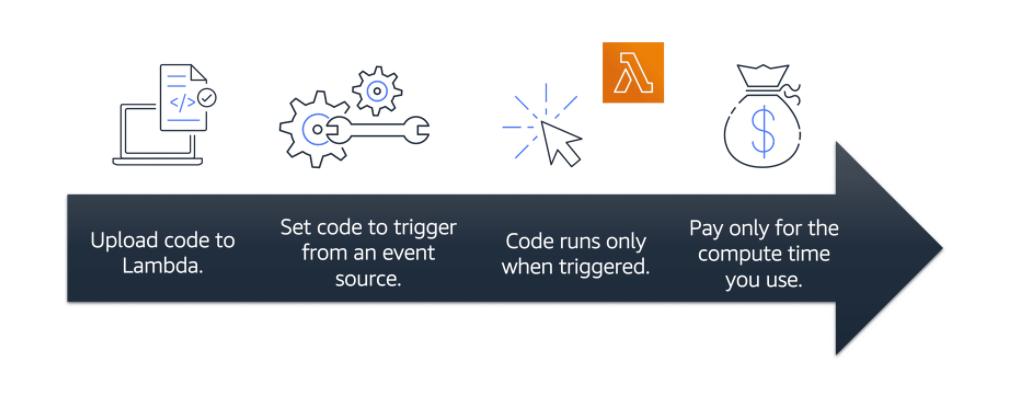 </>
$
Upload code to
Lambda.
Set code to trigger
from an event
source.
Code runs only
when triggered.
Pay only for the
compute time
you use.